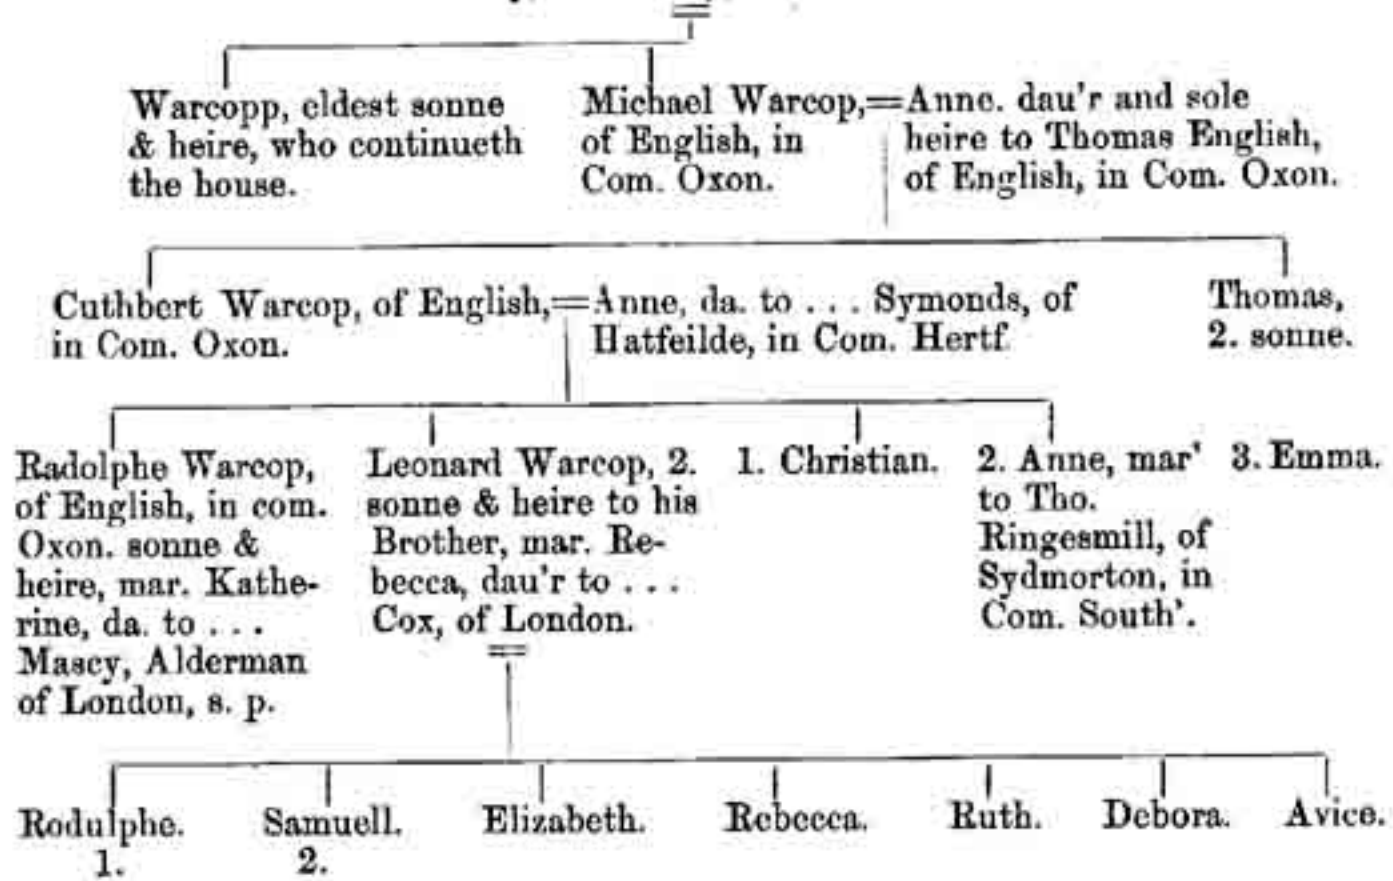 Warcopp, eldest sonne
& heire, who continueth
the house.
Michael Warcop,=Anne. dau'r and sole
of English, in
Com. Oxon.
heire to Thomas English,
of English, in Com. Oxon.
Cuthbert Warcop, of English,=Anne, da. to . . . Symonds, of
in Com. Oxon.
Hatfeilde, in Com. Hertf
Thomas,
2. sonne.
Radolphe Warcop,
of English, in com.
Oxon. sonne &
heire, mar. Kathe-
rine, da. to . . .
Mascy, Alderman
of London, s. p.
Leonard Warcop, 2.
sonne & heire to his
Brother, mar. Re-
becca, dau'r to . . .
Cox, of London.
1. Christian.
2. Anne, mar'
to Tho.
Ringesmill, of
Sydmorton, in
Com. South'.
3. Emma.
Rodulphe.
1.
Samuell.
2.
Elizabeth.
Rebecca.
Ruth.
Debora.
Avice.